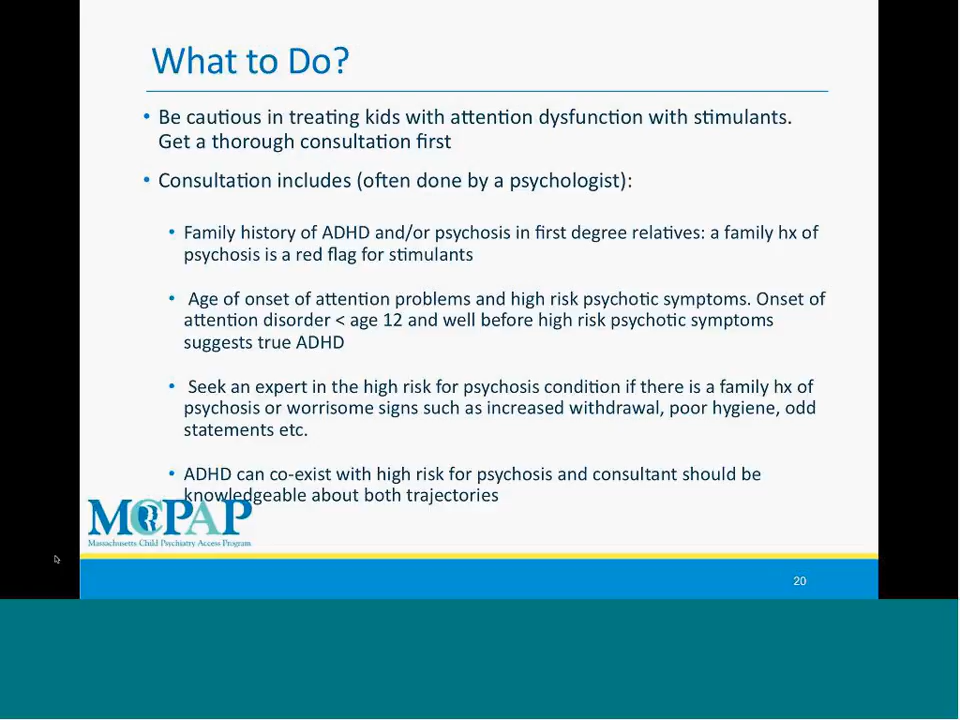 What to Do?
• Be cautious in treating kids with attention dysfunction with stimulants.
Get a thorough consultation first
• Consultation includes (often done by a psychologist):
• Family history of ADHD and/or psychosis in first degree relatives: a family hx of
psychosis is a red flag for stimulants
• Age of onset of attention problems and high risk psychotic symptoms. Onset of
attention disorder < age 12 and well before high risk psychotic symptoms
suggests true ADHD
• Seek an expert in the high risk for psychosis condition if there is a family hx of
psychosis or worrisome signs such as increased withdrawal, poor hygiene, odd
statements etc.
• ADHD can co-exist with high risk for psychosis and consultant should be
knowledgeable about both trajectories
MCPAP
Massachusetts Child Psychiatry Access Program
20